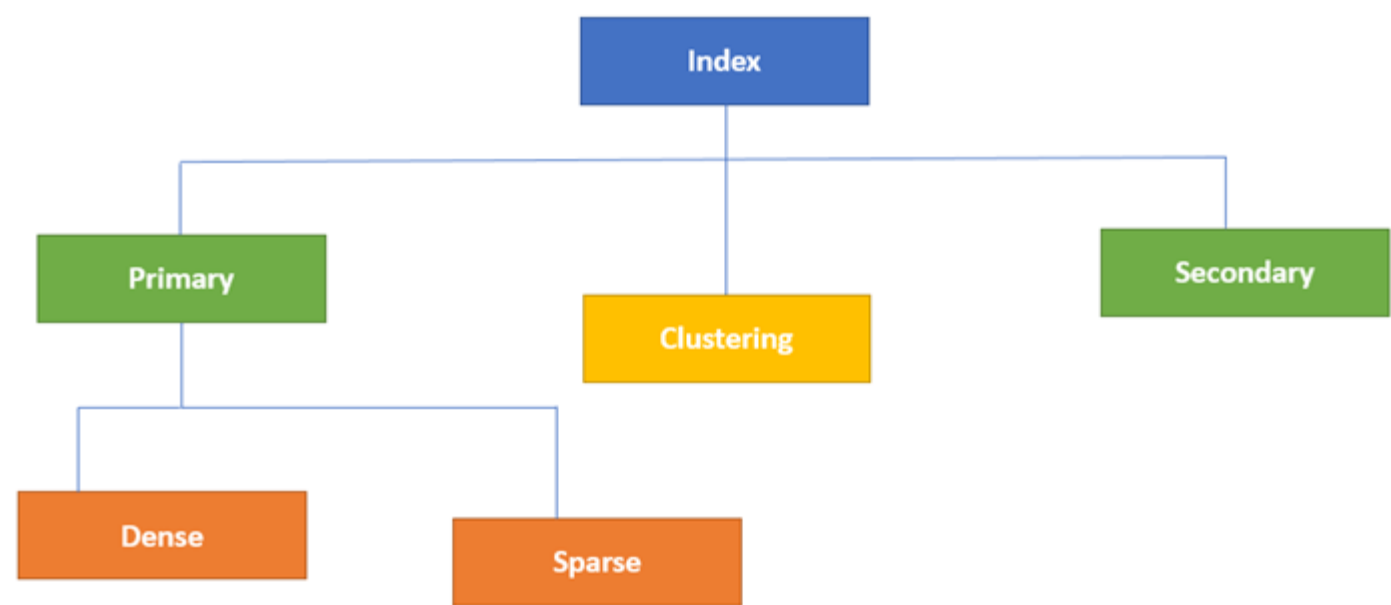 Index
Primary
Secondary
Clustering
Dense
Sparse